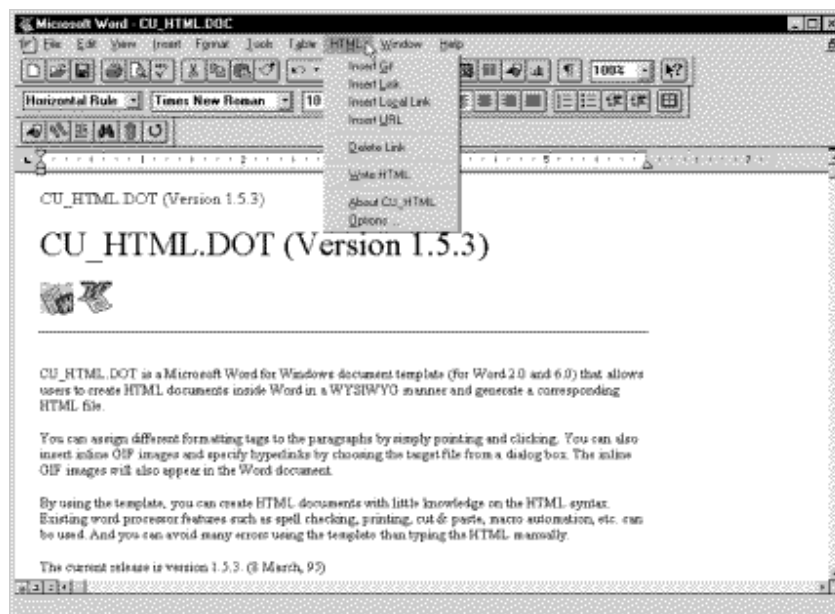 Microsoft Word - CU_HTML.DOC
File Edit View Insert Format Tools Table HTML Window Help
100%
Horizontal Rule Times New Roman 10
Insert Gif
Insert Link
Insert Local Link
Insert URL
Delete Link
Write HTML
About CU_HTML
Options ...
1 2 5 7
CU_HTML.DOT (Version 1.5.3)
CU_HTML.DOT (Version 1.5.3)
CU_HTML.DOT is a Microsoft Word for Windows document template (for Word 2.0 and 6.0) that allows
users to create HTML documents inside Word in a WYSIWYG manner and generate a corresponding
HTML file.
You can assign different formatting tags to the paragraphs by simply pointing and clicking. You can also
insert inline GIF images and specify hyperlinks by choosing the target file from a dialog box. The inline
GIF images will also appear in the Word document.
By using the template, you can create HTML documents with little knowledge on the HTML syntax.
Existing word processor features such as spell checking, printing, cut & paste, macro automation, etc. can
be used. And you can avoid many errors using the template than typing the HTML manually.
The current release is version 1.5.3. (8 March, 95)